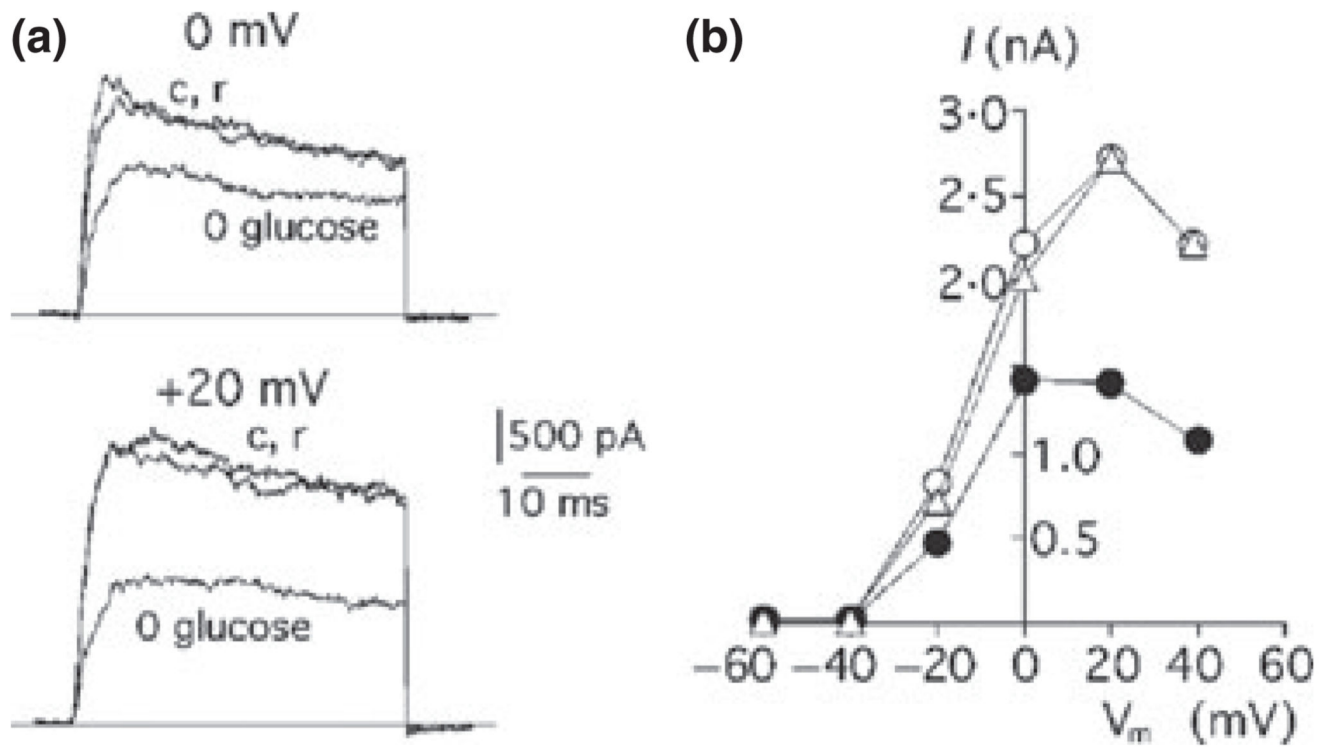 (a)
0 mV
c, r
0 glucose
+20 mV
c, r
0 glucose
500 pA
10 ms
(b)
I (nA)
3·0
2·5
2·0
1.0
0.5
−60 −40 −20 0 20 40 60
Vm (mV)